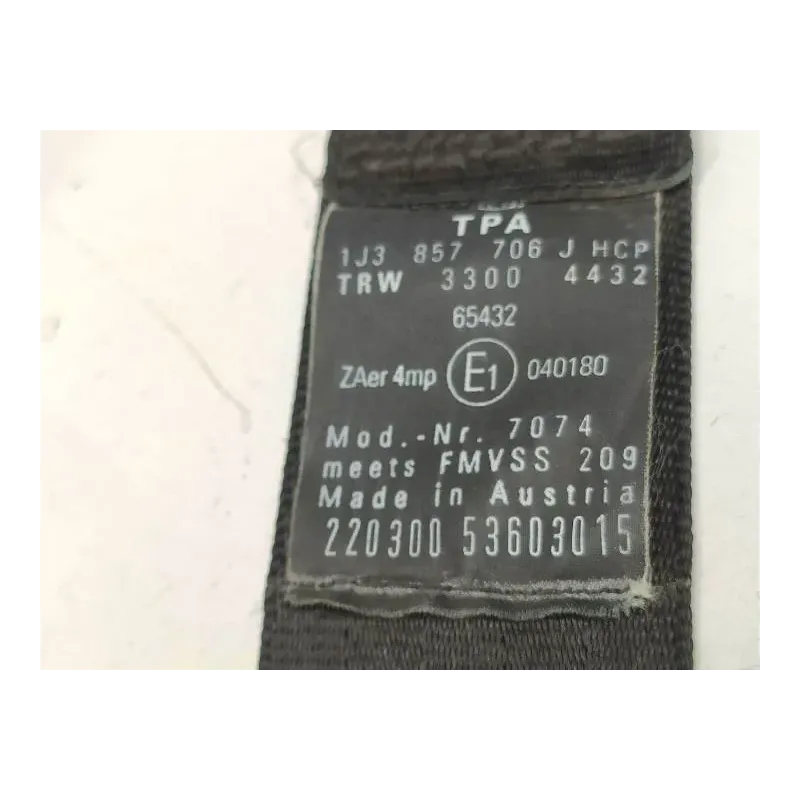 TPA
1J3 857 706 J HCP
TRW 3300 4432
65432
ZAer 4mp E1 040180
Mod.-Nr. 7074
meets FMVSS 209
Made in Austria
220300 53603015